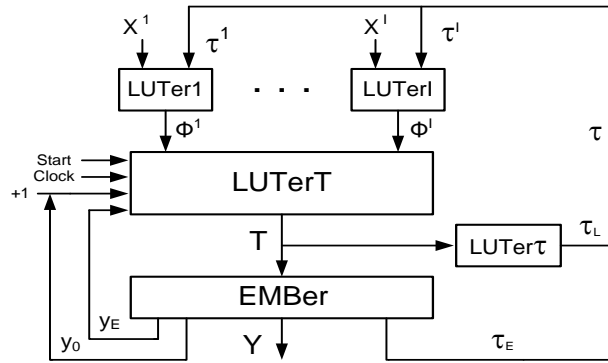 X¹ τ¹ Xᴵ τᴵ
LUTer1 . . . LUTerI
Φ¹ Φᴵ τ
Start
Clock
+1
LUTerT
T
LUTerτ τL
EMBer
yE
y0 Y τE